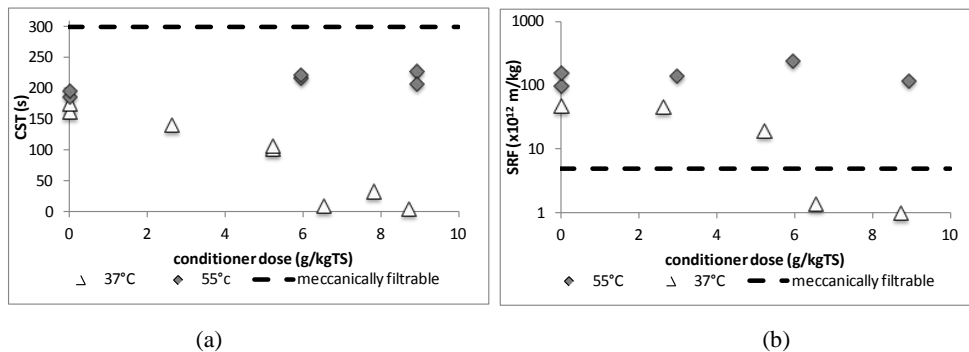 (a)
300
250
200
150
100
50
0
CST (s)
0 2 4 6 8 10
conditioner dose (g/kgTS)
37°C 55°c meccanically filtrable
(b)
1000
100
10
1
SRF (x10¹² m/kg)
0 2 4 6 8 10
conditioner dose (g/kgTS)
55°C 37°C meccanically filtrable
(a) (b)